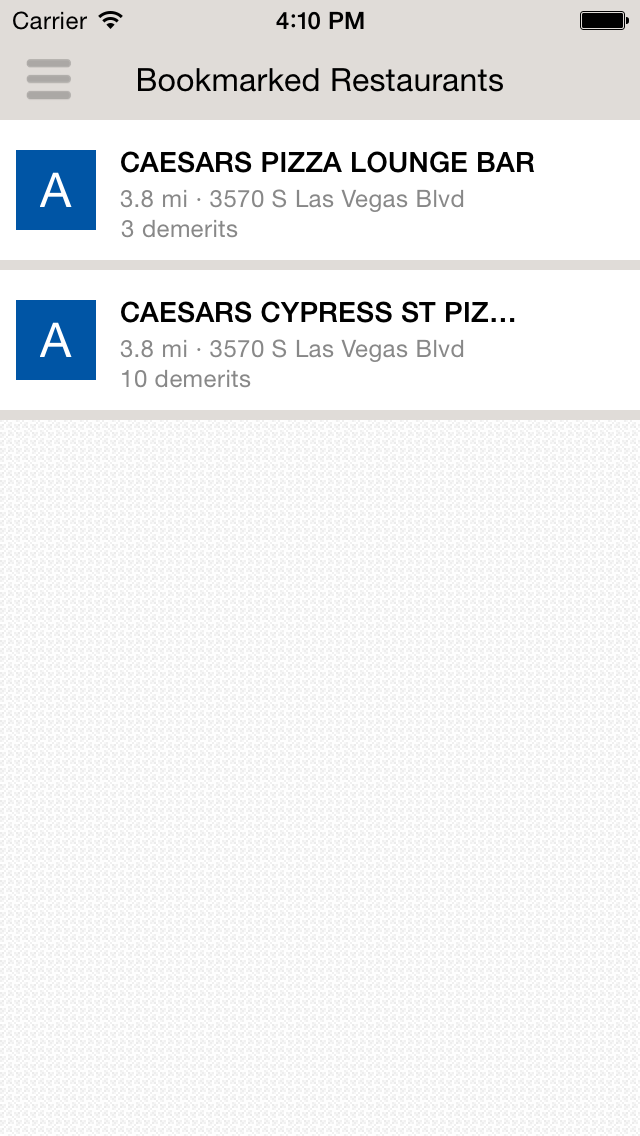 Carrier 4:10 PM
Bookmarked Restaurants
A
CAESARS PIZZA LOUNGE BAR
3.8 mi · 3570 S Las Vegas Blvd
3 demerits
A
CAESARS CYPRESS ST PIZ...
3.8 mi · 3570 S Las Vegas Blvd
10 demerits